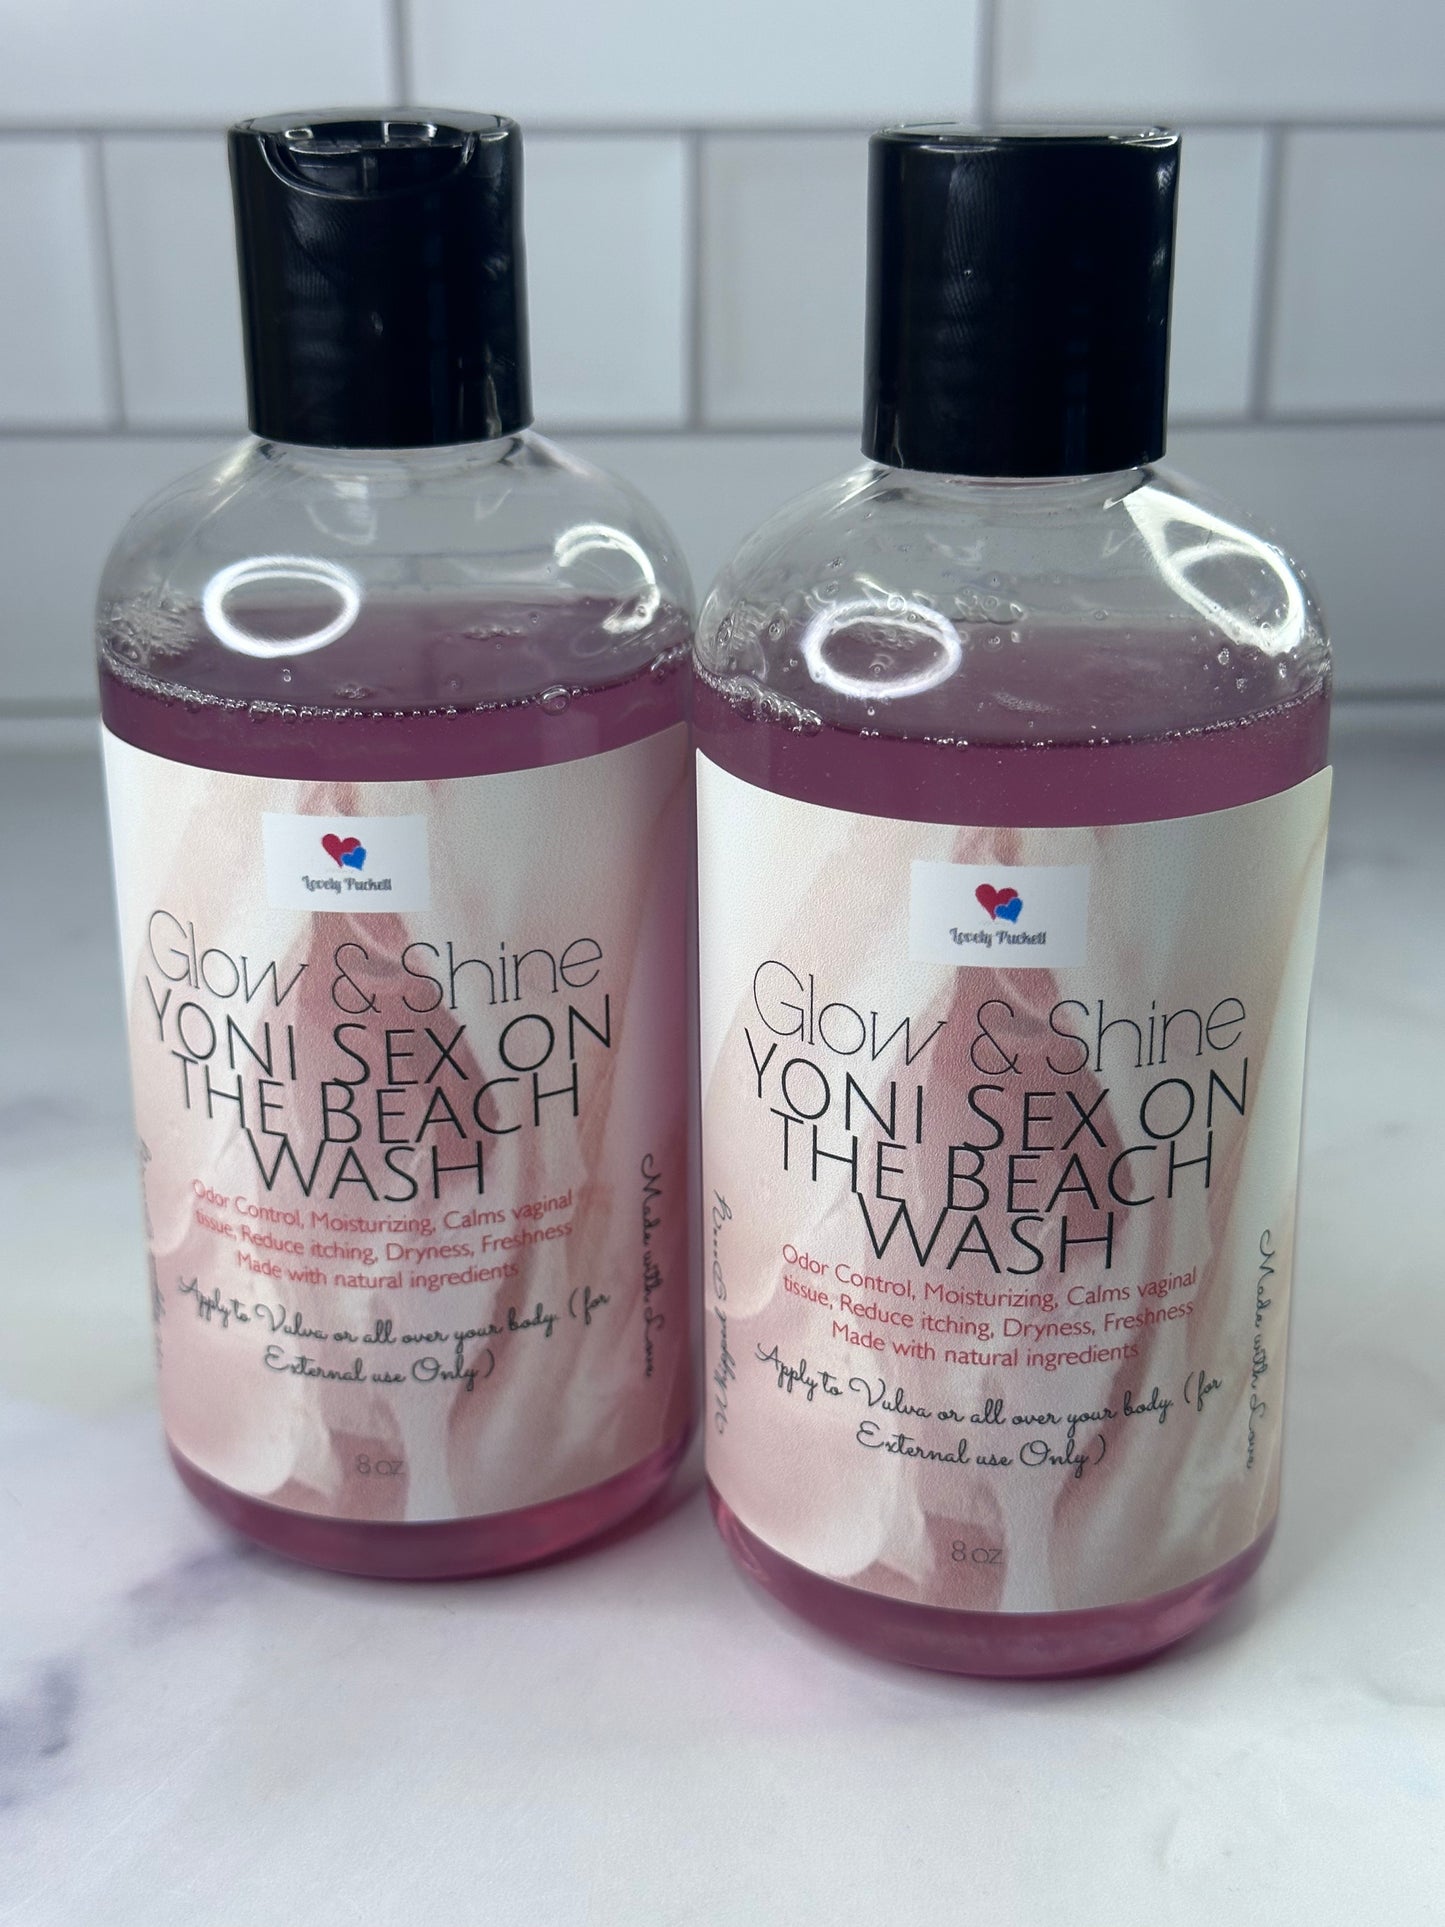 Lovely Puckett
Glow & Shine
YONI SEX ON
THE BEACH
WASH
Odor Control, Moisturizing, Calms vaginal
tissue, Reduce itching, Dryness, Freshness
Made with natural ingredients
Apply to Vulva or all over your body. (for
External use Only)
8 oz
Made with Love
Lovely Puckett
Glow & Shine
YONI SEX ON
THE BEACH
WASH
Odor Control, Moisturizing, Calms vaginal
tissue, Reduce itching, Dryness, Freshness
Made with natural ingredients
Apply to Vulva or all over your body. (for
External use Only)
8 oz
Made with Love